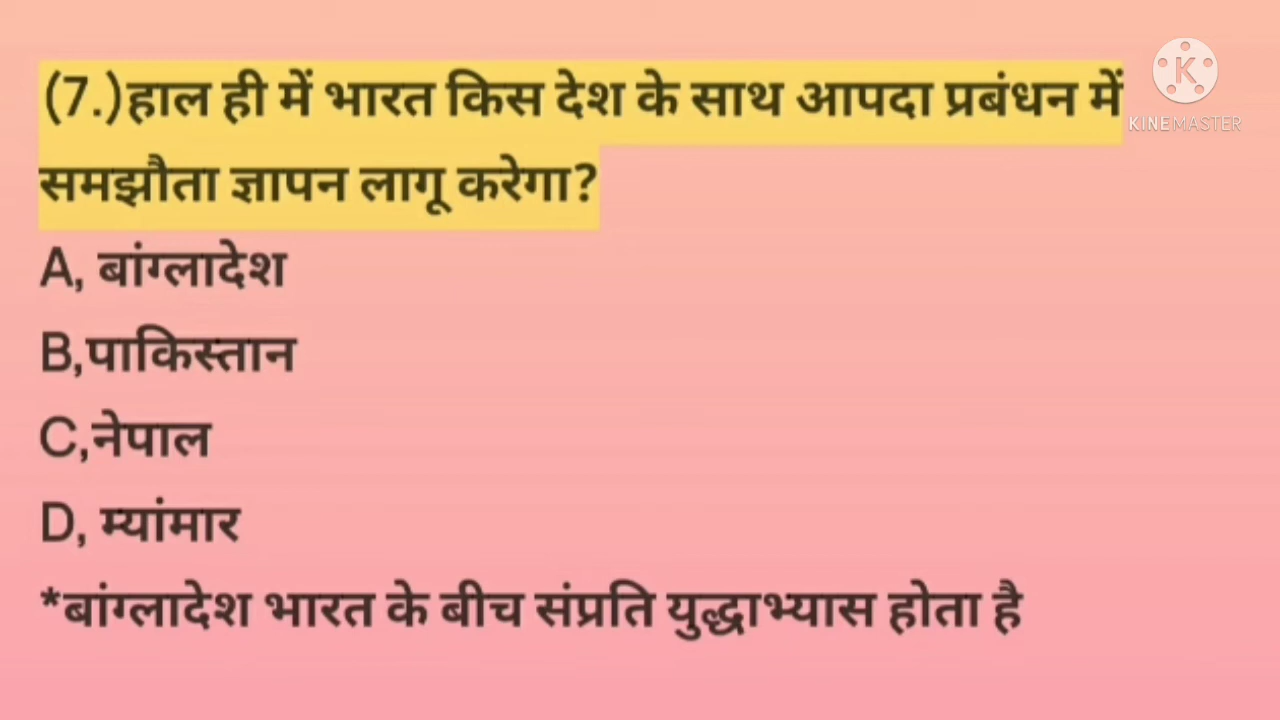 (7.)हाल ही में भारत किस देश के साथ आपदा प्रबंधन में
समझौता ज्ञापन लागू करेगा?
A, बांग्लादेश
B,पाकिस्तान
C,नेपाल
D, म्यांमार
*बांग्लादेश भारत के बीच संप्रति युद्धाभ्यास होता है
K
KINEMASTER